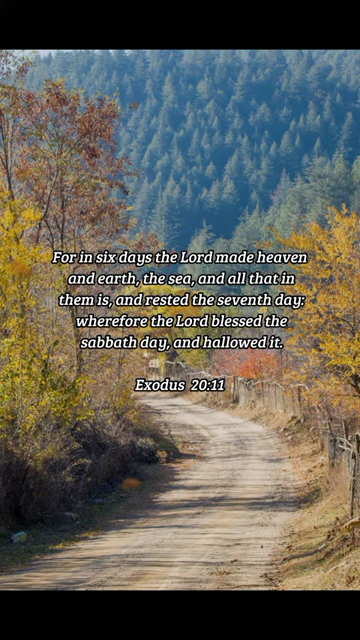 For in six days the Lord made heaven
and earth, the sea, and all that in
them is, and rested the seventh day:
wherefore the Lord blessed the
sabbath day, and hallowed it.
Exodus 20:11